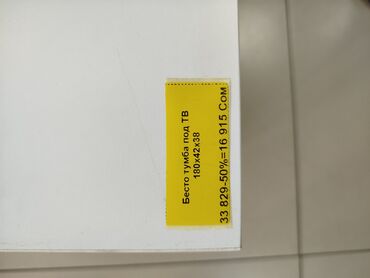 Бесто тумба под ТВ
180x42x38
33 829-50%=16 915 Сом